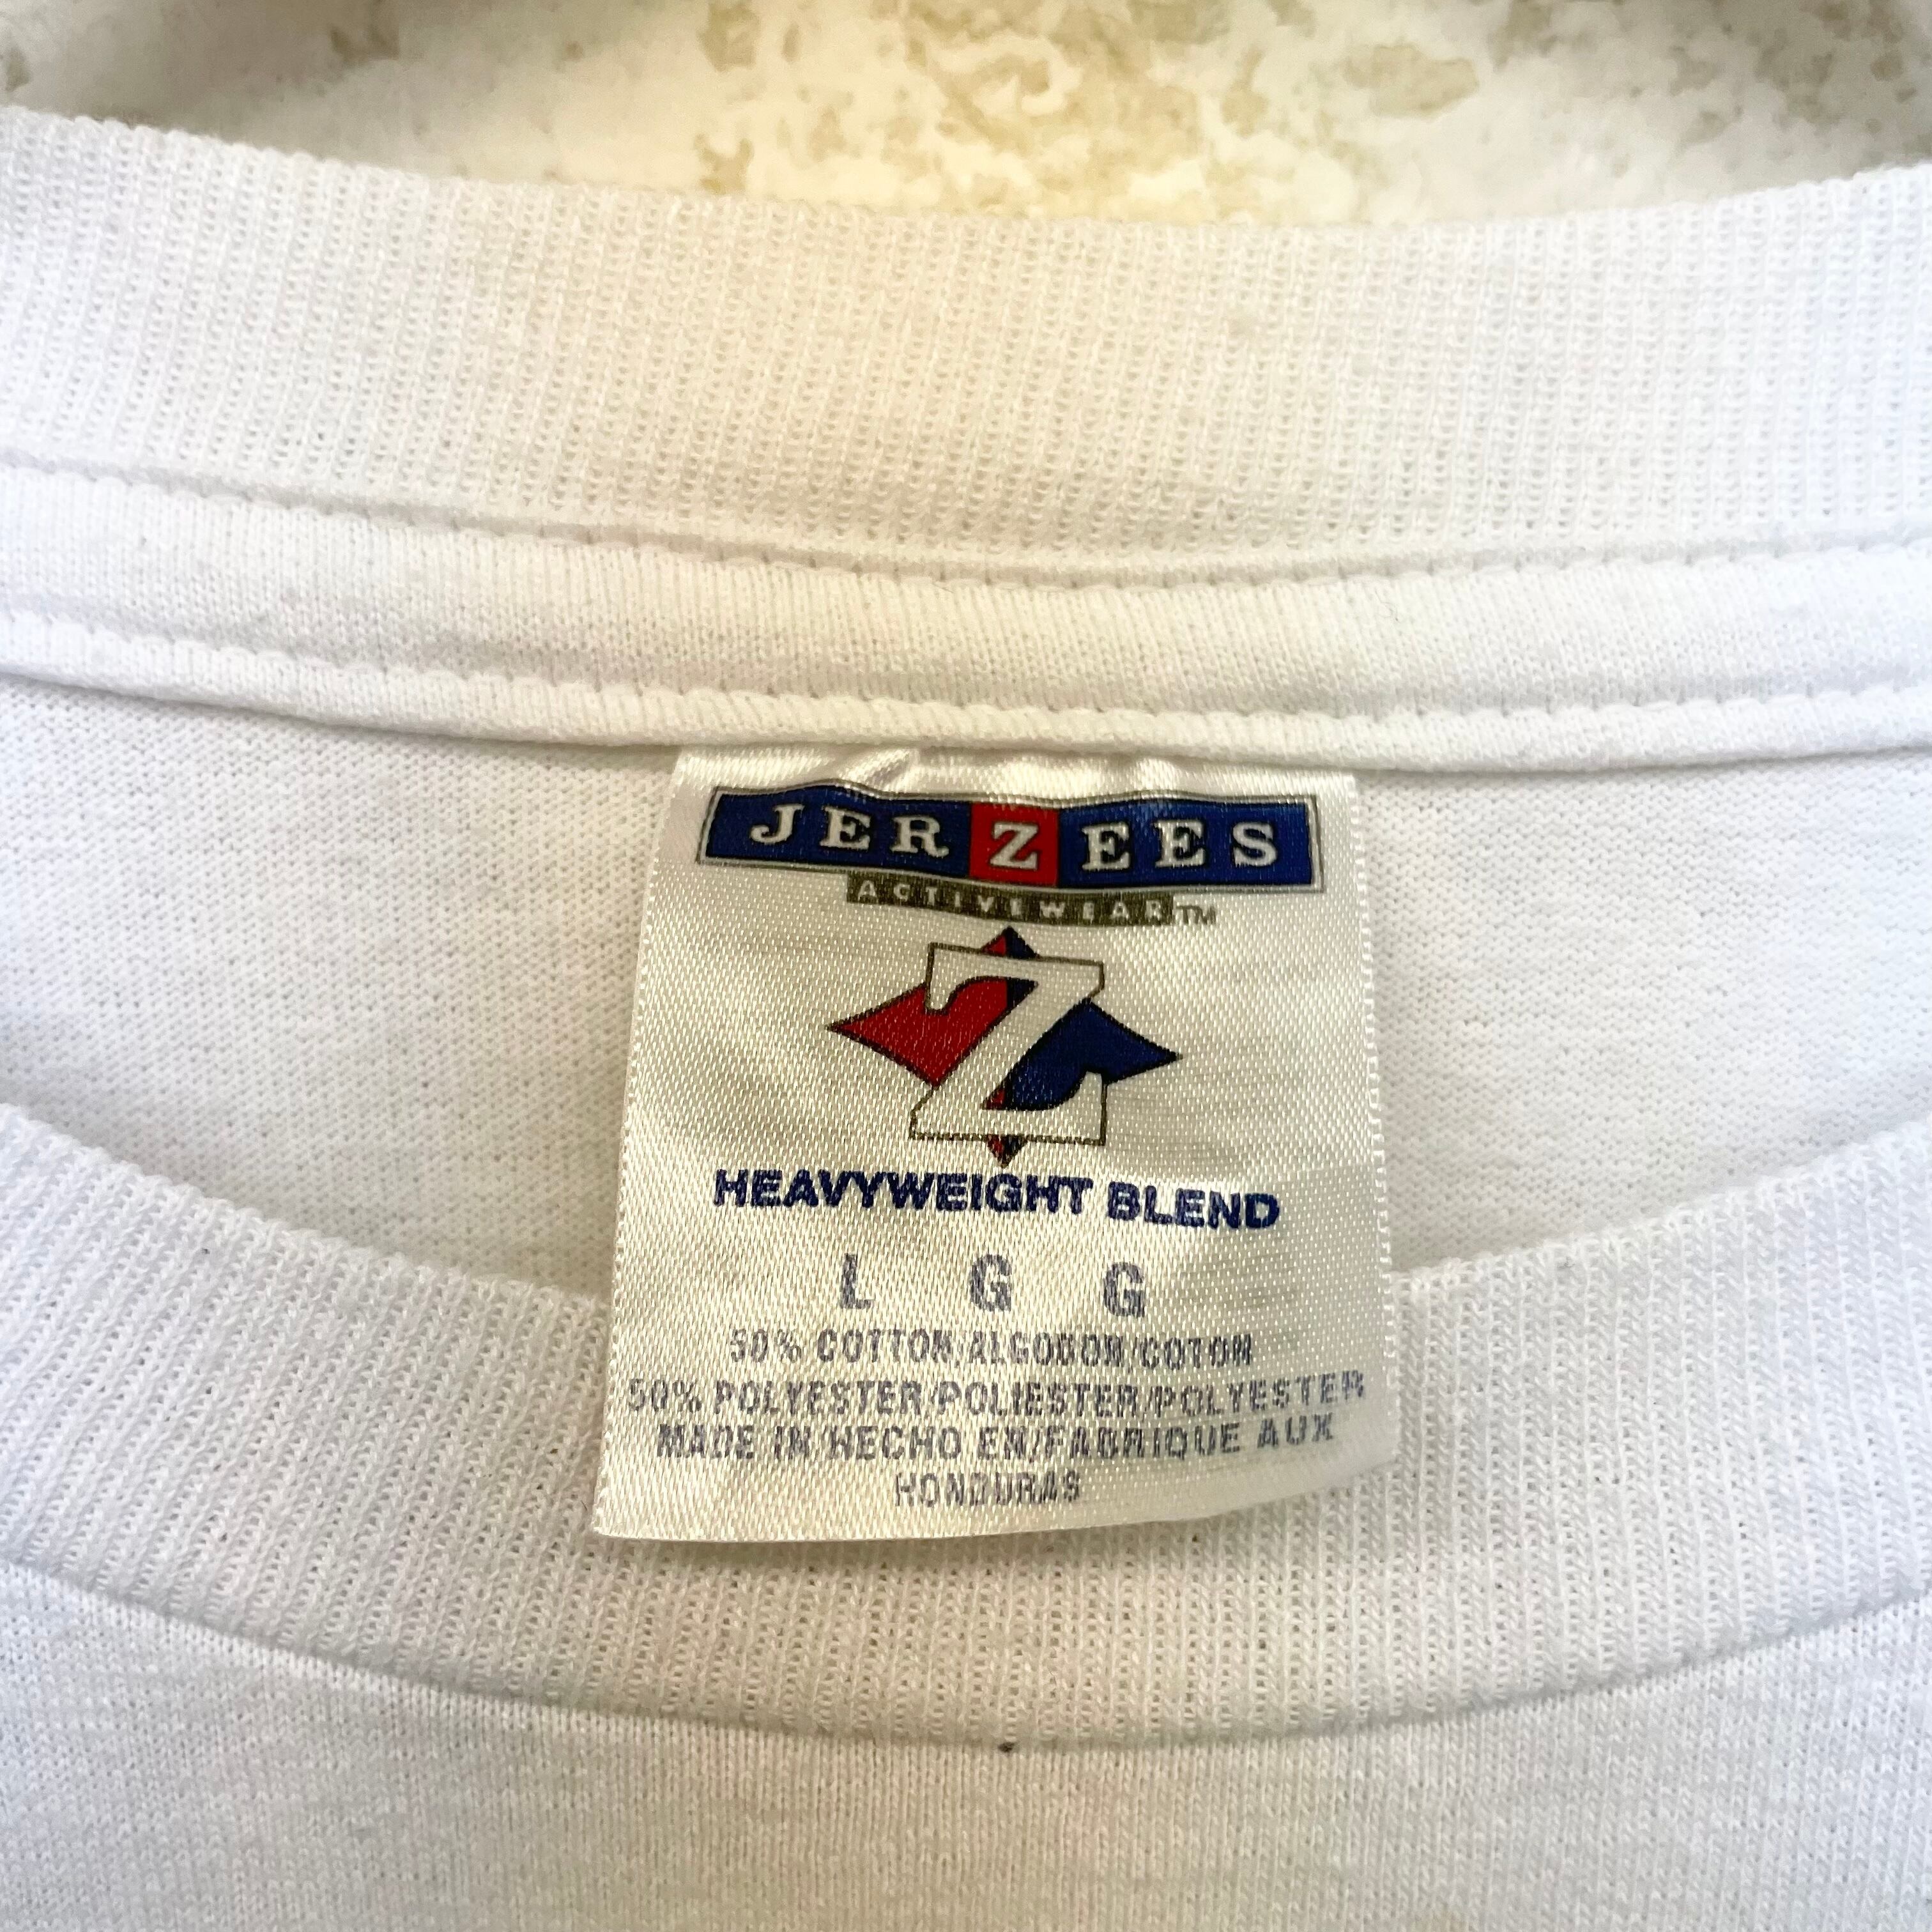 JERZEES
ACTIVEWEAR™
Z
HEAVYWEIGHT BLEND
L G G
50% COTTON/ALGODON/COTON
50% POLYESTER/POLIESTER/POLYESTER
MADE IN/HECHO EN/FABRIQUE AUX
HONDURAS